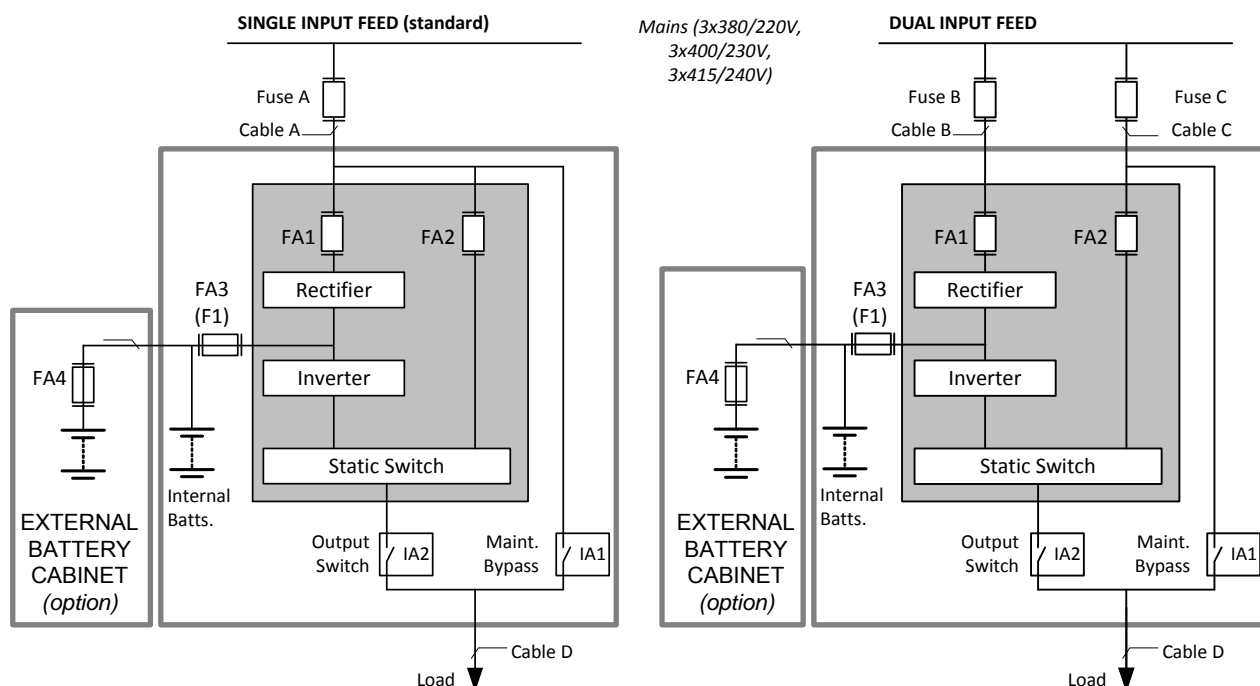 SINGLE INPUT FEED (standard)
Mains (3x380/220V,
3x400/230V,
3x415/240V)
DUAL INPUT FEED
Fuse A
Cable A
FA1
FA2
Rectifier
FA3
(F1)
Inverter
FA4
Static Switch
Internal
Batts.
EXTERNAL
BATTERY
CABINET
(option)
Output
Switch
IA2
Maint.
Bypass
IA1
Cable D
Load
Fuse B
Fuse C
Cable B
Cable C
FA1
FA2
Rectifier
FA3
(F1)
Inverter
FA4
Static Switch
Internal
Batts.
EXTERNAL
BATTERY
CABINET
(option)
Output
Switch
IA2
Maint.
Bypass
IA1
Cable D
Load